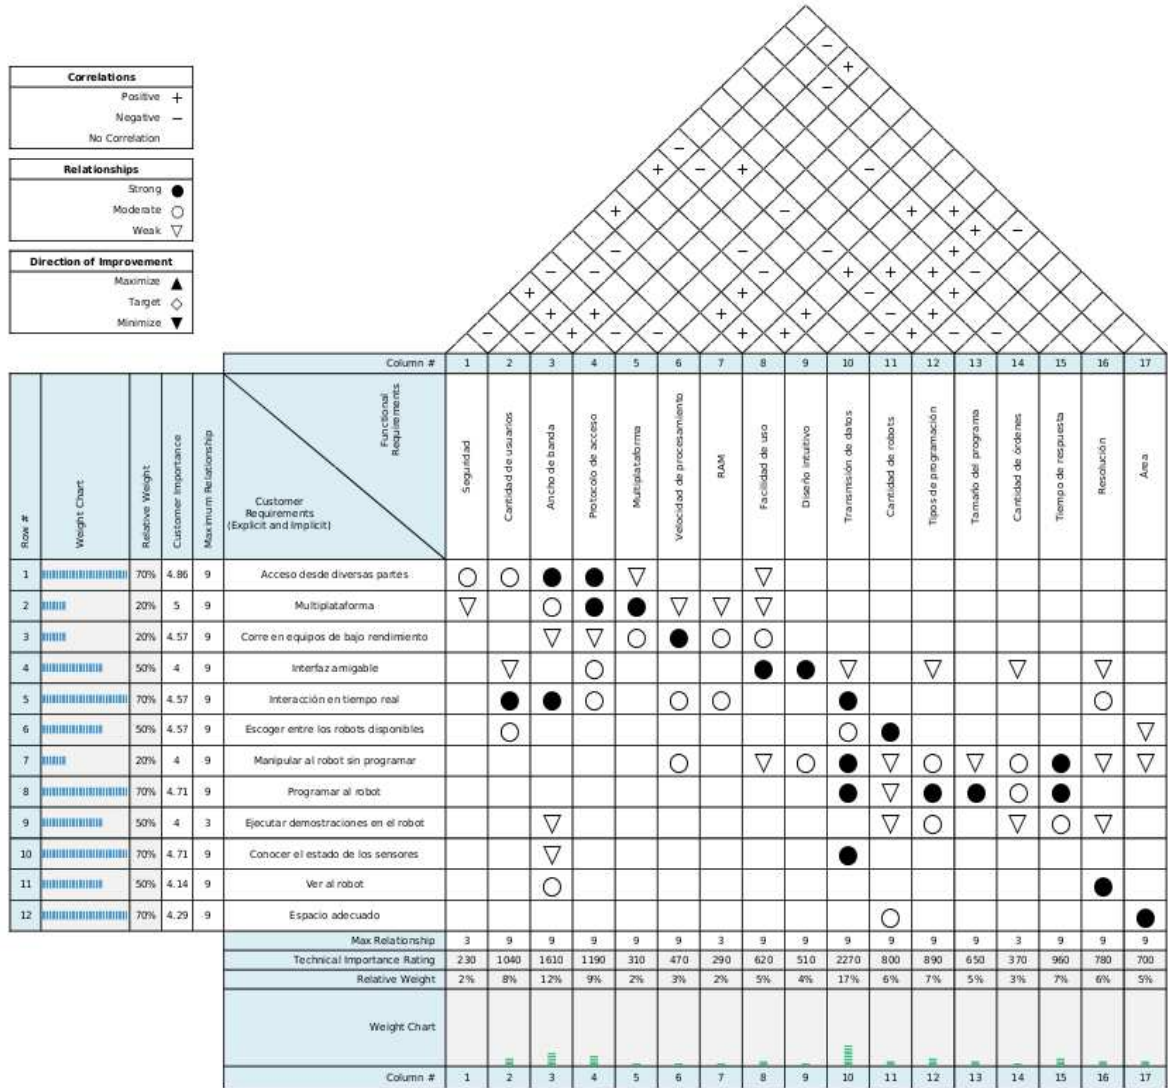 Correlations
Positive +
Negative −
No Correlation
Relationships
Strong ●
Moderate ○
Weak ▽
Direction of Improvement
Maximize ▲
Target ◇
Minimize ▼
Column # 1 2 3 4 5 6 7 8 9 10 11 12 13 14 15 16 17
Row #
Weight Chart
Relative Weight
Customer Importance
Maximum Relationship
Customer
Requirements
(Explicit and Implicit)
Functional
Requirements
Seguridad
Cantidad de usuarios
Ancho de banda
Protocolo de acceso
Multiplataforma
Velocidad de procesamiento
RAM
Facilidad de uso
Diseño intuitivo
Transmisión de datos
Cantidad de robots
Tipos de programación
Tamaño del programa
Cantidad de órdenes
Tiempo de respuesta
Resolución
Área
1 70% 4.86 9 Acceso desde diversas partes ○ ○ ● ● ▽ ▽
2 20% 5 9 Multiplataforma ▽ ○ ● ● ▽ ▽ ▽
3 20% 4.57 9 Corre en equipos de bajo rendimiento ▽ ▽ ○ ● ○ ○
4 50% 4 9 Interfaz amigable ▽ ○ ● ● ▽ ▽ ▽ ▽
5 70% 4.57 9 Interacción en tiempo real ● ● ○ ○ ○ ● ○
6 50% 4.57 9 Escoger entre los robots disponibles ○ ○ ● ▽
7 20% 4 9 Manipular al robot sin programar ○ ▽ ○ ● ▽ ○ ▽ ○ ● ▽ ▽
8 70% 4.71 9 Programar al robot ● ▽ ● ● ○ ●
9 50% 4 3 Ejecutar demostraciones en el robot ▽ ▽ ○ ▽ ○ ▽
10 70% 4.71 9 Conocer el estado de los sensores ▽ ●
11 50% 4.14 9 Ver al robot ○ ●
12 70% 4.29 9 Espacio adecuado ○ ●
Max Relationship 3 9 9 9 9 9 3 9 9 9 9 9 9 3 9 9 9
Technical Importance Rating 230 1040 1610 1190 310 470 290 620 510 2270 800 890 650 370 960 780 700
Relative Weight 2% 8% 12% 9% 2% 3% 2% 5% 4% 17% 6% 7% 5% 3% 7% 6% 5%
Weight Chart
Column # 1 2 3 4 5 6 7 8 9 10 11 12 13 14 15 16 17